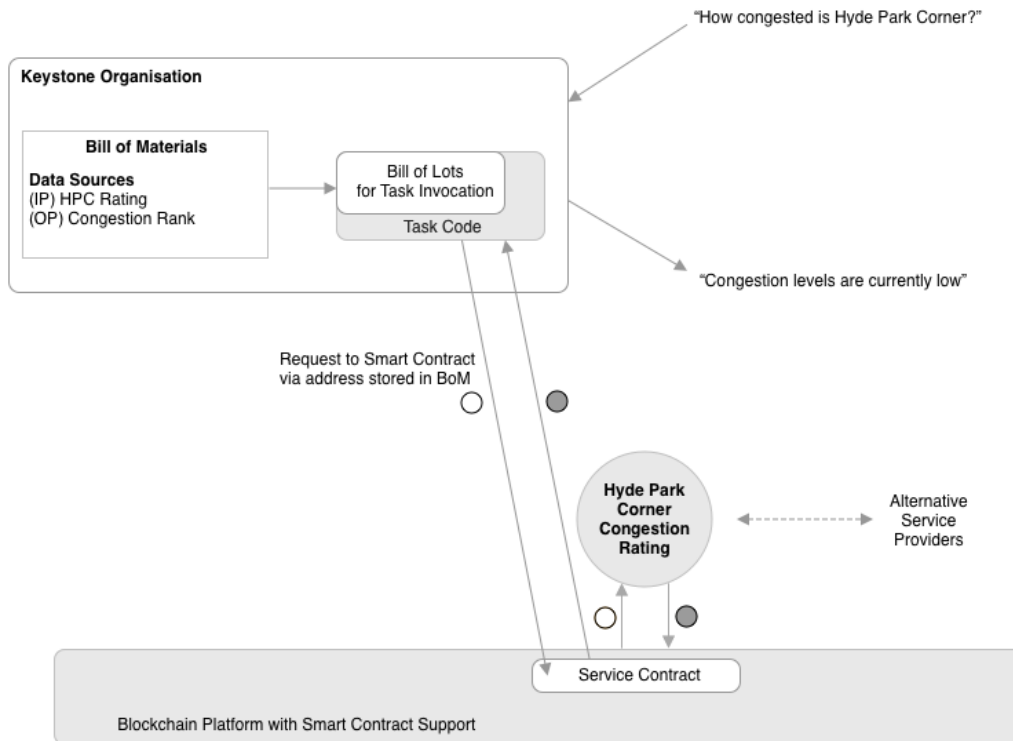 “How congested is Hyde Park Corner?”
Keystone Organisation
Bill of Materials
Data Sources
(IP) HPC Rating
(OP) Congestion Rank
Bill of Lots
for Task Invocation
Task Code
“Congestion levels are currently low”
Request to Smart Contract
via address stored in BoM
Hyde Park
Corner
Congestion
Rating
Alternative
Service
Providers
Service Contract
Blockchain Platform with Smart Contract Support